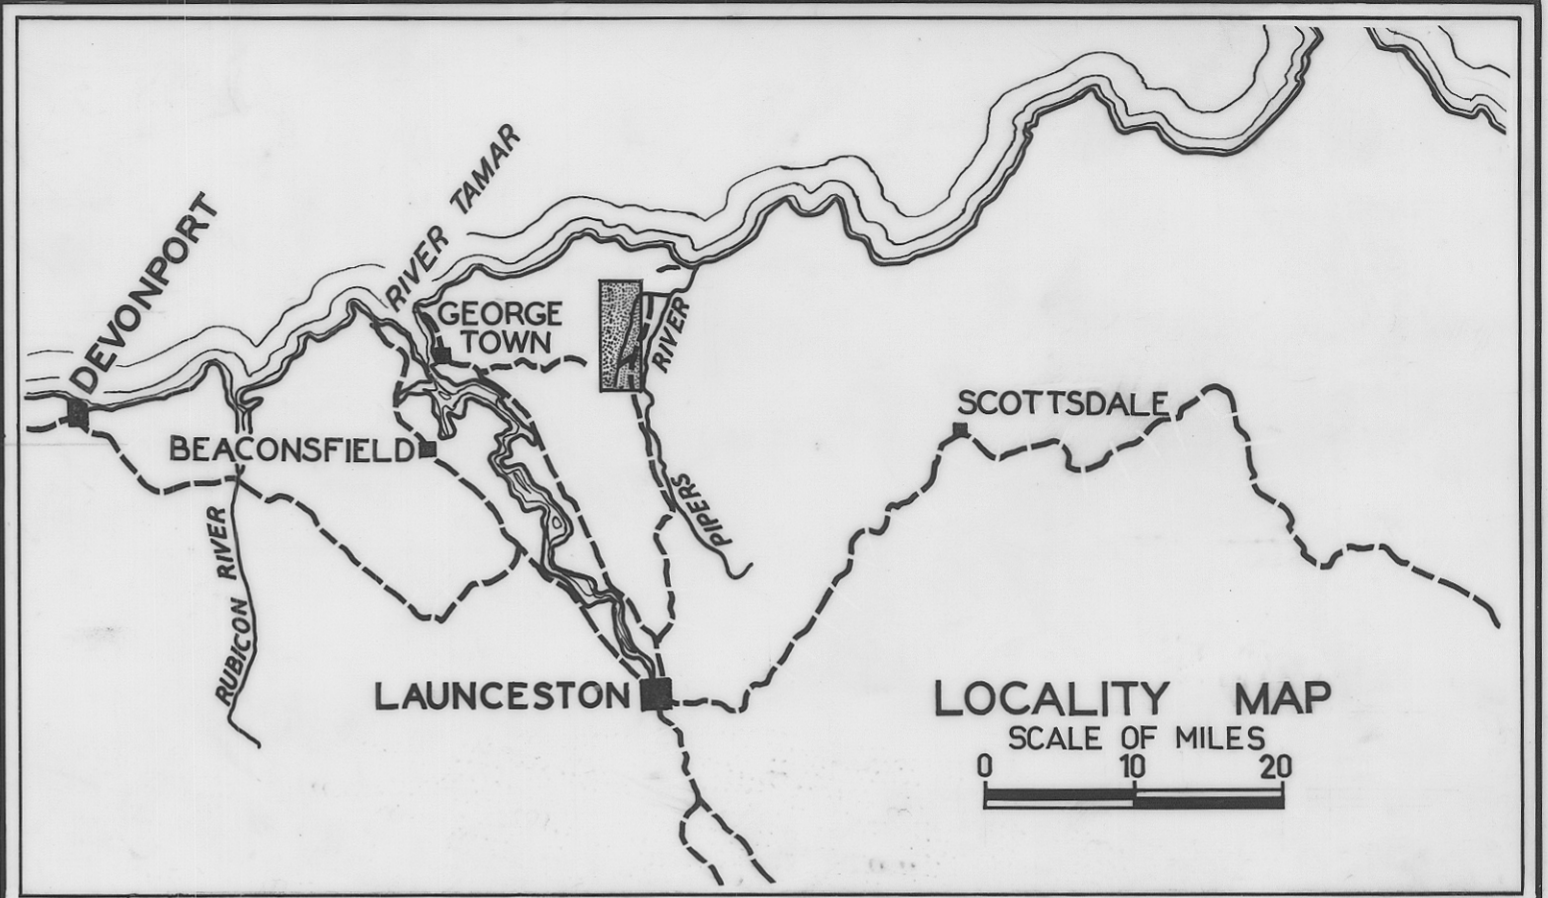 RIVER TAMAR
DEVONPORT
GEORGE
TOWN
PIPERS RIVER
SCOTTSDALE
BEACONSFIELD
RUBICON RIVER
LAUNCESTON
LOCALITY MAP
SCALE OF MILES
0 10 20